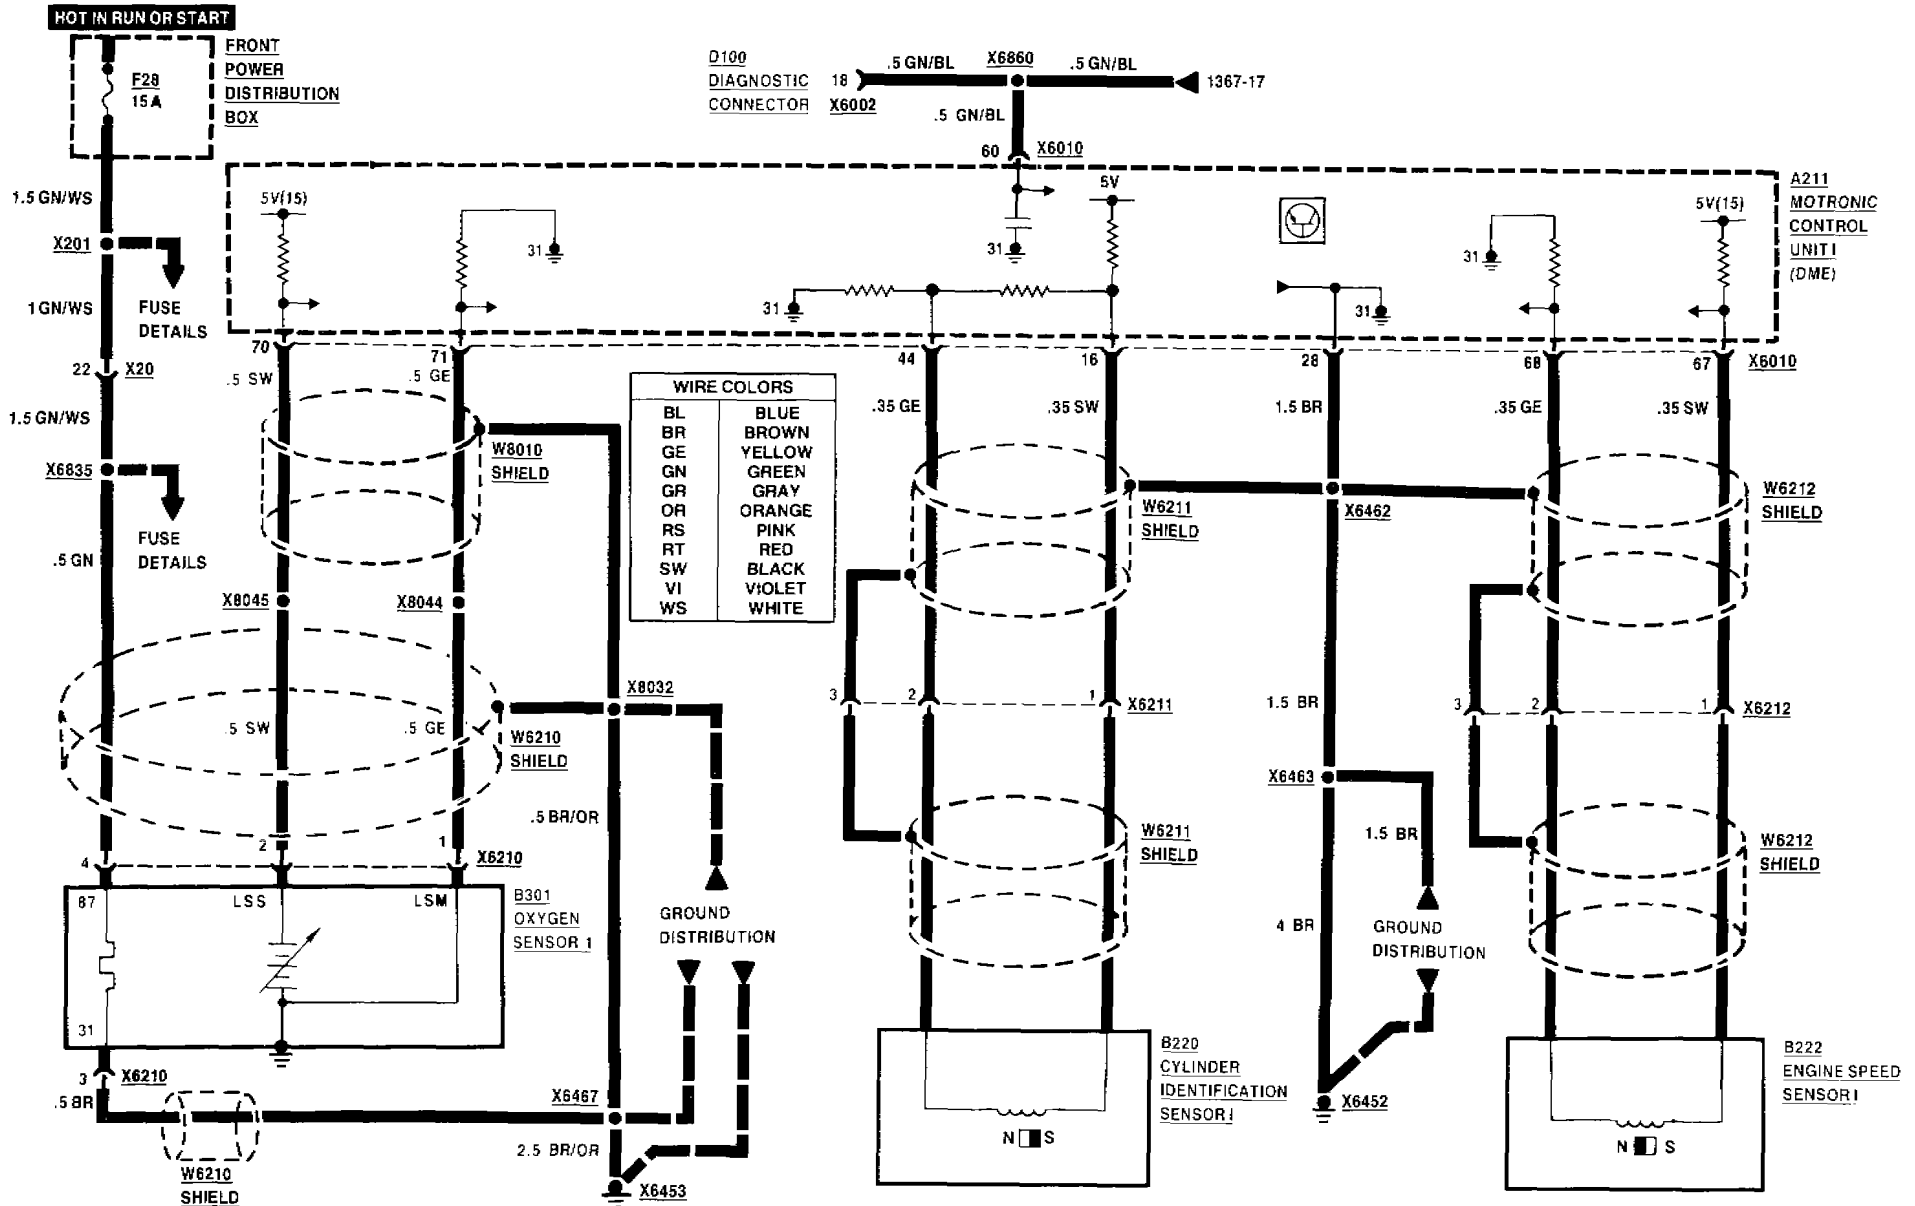 HOT IN RUN OR START
FRONT
POWER
DISTRIBUTION
BOX
F28
15A
D100
DIAGNOSTIC
CONNECTOR
18
X6002
.5 GN/BL
X6860
.5 GN/BL
1367-17
.5 GN/BL
60
X6010
1.5 GN/WS
X201
FUSE
DETAILS
1 GN/WS
22
X20
1.5 GN/WS
X6835
FUSE
DETAILS
.5 GN
5V(15)
31
31
5V
31
31
31
5V(15)
A211
MOTRONIC
CONTROL
UNIT I
(DME)
70
71
44
16
28
68
67
X6010
.5 SW
.5 GE
.35 GE
.35 SW
1.5 BR
.35 GE
.35 SW
WIRE COLORS
BL BLUE
BR BROWN
GE YELLOW
GN GREEN
GR GRAY
OR ORANGE
RS PINK
RT RED
SW BLACK
VI VIOLET
WS WHITE
W8010
SHIELD
W6211
SHIELD
X6462
W6212
SHIELD
X8045
X8044
X8032
.5 SW
.5 GE
W6210
SHIELD
3
2
1
X6211
1.5 BR
3
2
1
X6212
X6463
1.5 BR
.5 BR/OR
W6211
SHIELD
W6212
SHIELD
4
2
1
X6210
87
LSS
LSM
31
B301
OXYGEN
SENSOR 1
GROUND
DISTRIBUTION
4 BR
GROUND
DISTRIBUTION
3
X6210
.5 BR
W6210
SHIELD
X6467
2.5 BR/OR
X6453
N S
B220
CYLINDER
IDENTIFICATION
SENSOR I
X6452
N S
B222
ENGINE SPEED
SENSOR I